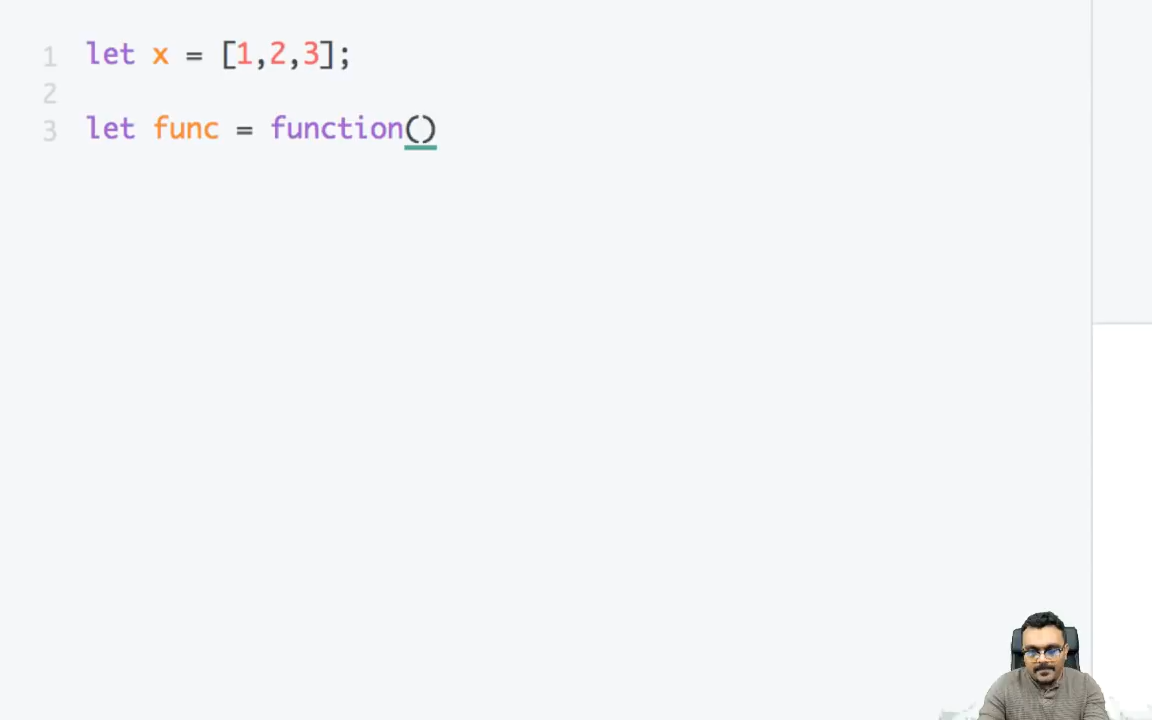 1 let x = [1,2,3];
2
3 let func = function()